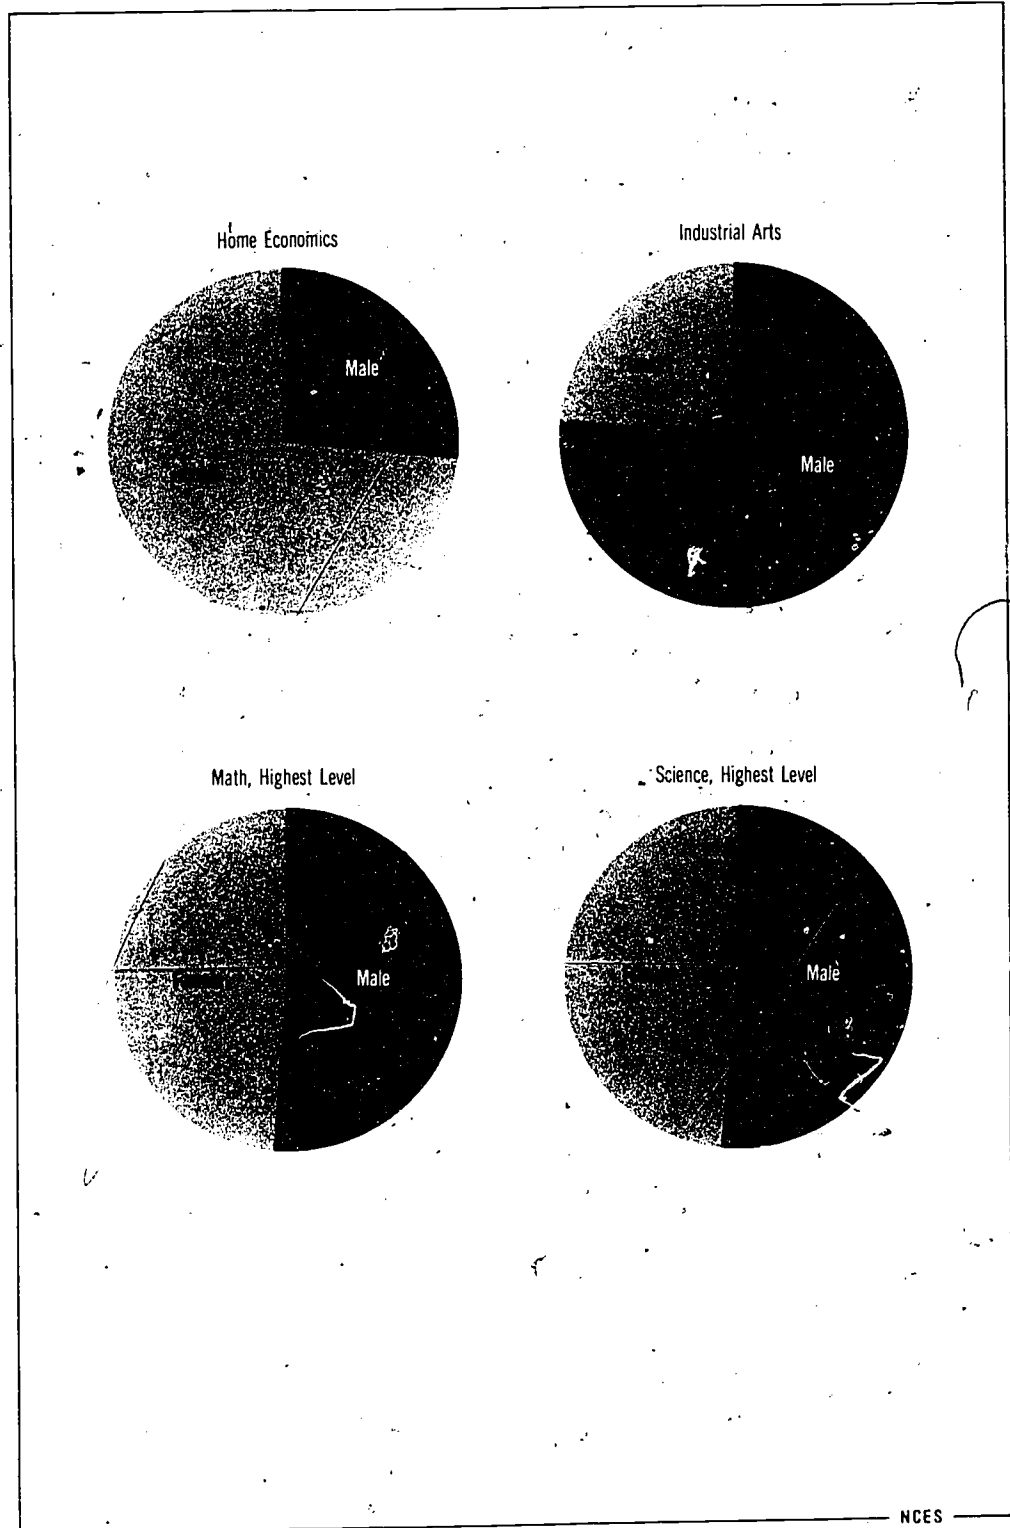 Home Economics
Industrial Arts
Male
Male
Math, Highest Level
Science, Highest Level
Male
Male
NCES